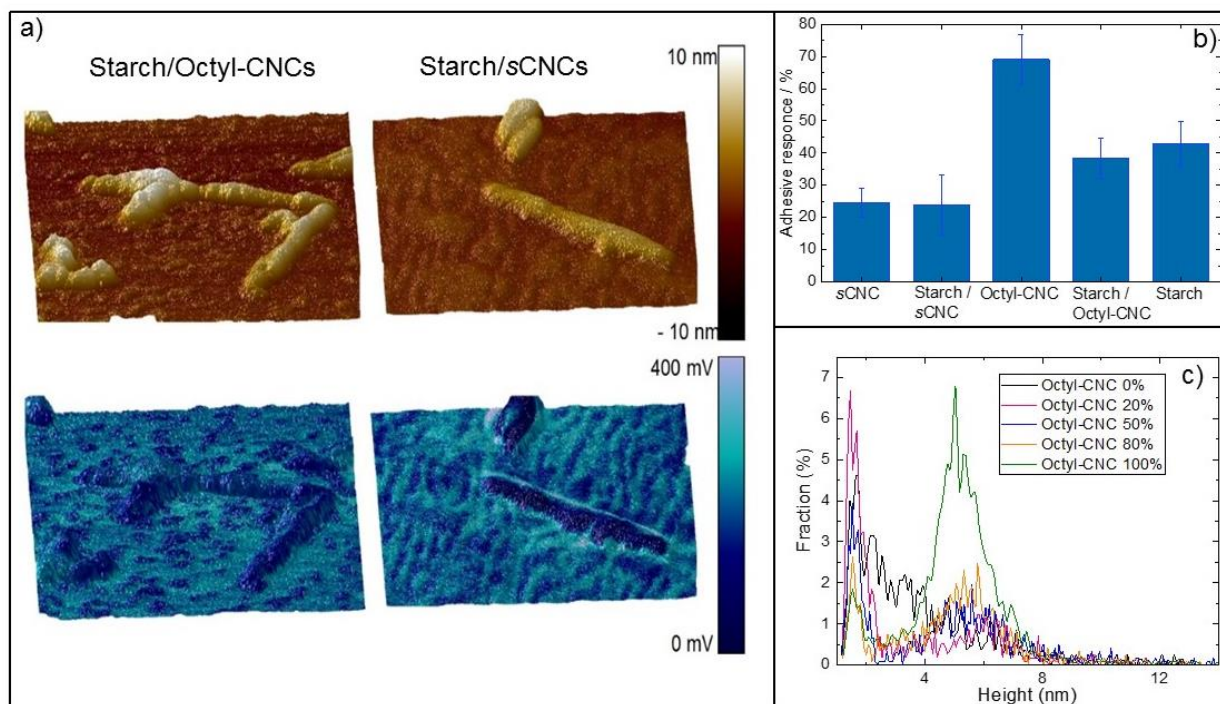 a)
Starch/Octyl-CNCs
Starch/sCNCs
10 nm
- 10 nm
400 mV
0 mV
b)
Adhesive responce / %
80
70
60
50
40
30
20
10
0
sCNC
Starch /
sCNC
Octyl-CNC
Starch /
Octyl-CNC
Starch
c)
Fraction (%)
7
6
5
4
3
2
1
0
Octyl-CNC 0%
Octyl-CNC 20%
Octyl-CNC 50%
Octyl-CNC 80%
Octyl-CNC 100%
4
8
12
Height (nm)